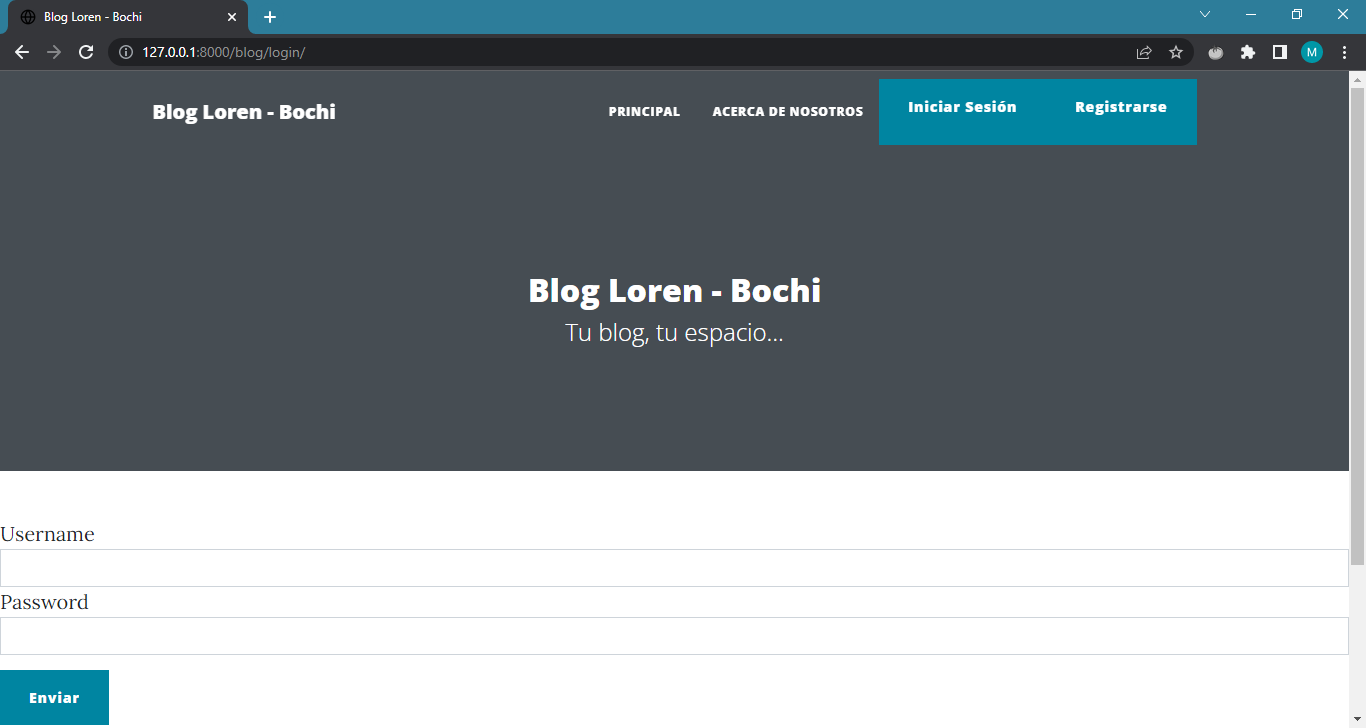 Blog Loren - Bochi
127.0.0.1:8000/blog/login/
M
Blog Loren - Bochi
PRINCIPAL
ACERCA DE NOSOTROS
Iniciar Sesión
Registrarse
Blog Loren - Bochi
Tu blog, tu espacio...
Username
Password
Enviar